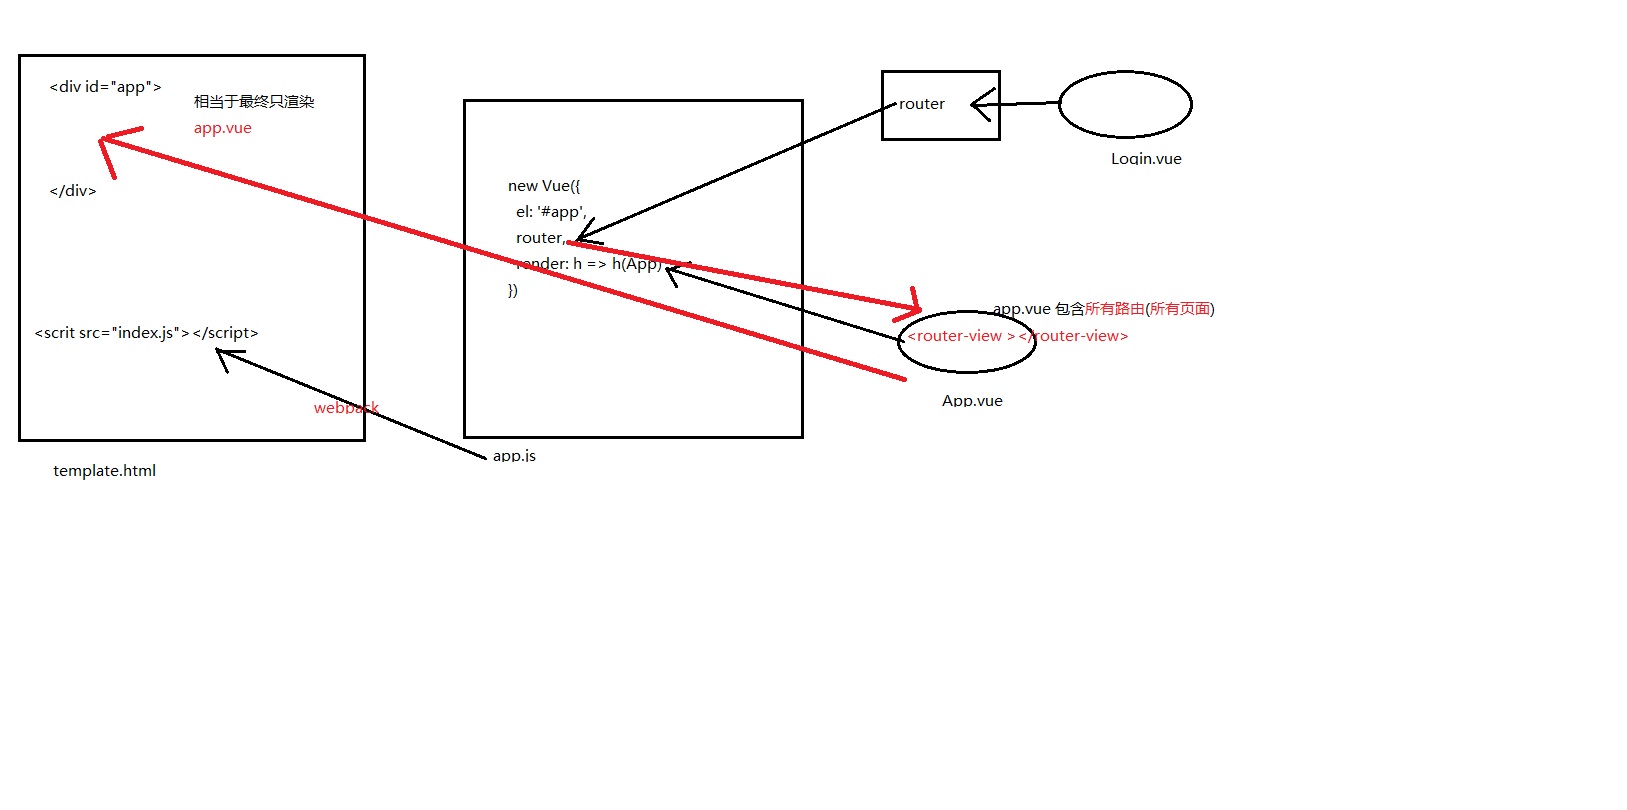 <div id="app">
相当于最终只渲染
app.vue
</div>
<scrit src="index.js"></script>
webpack
template.html
new Vue({
el: '#app',
router,
render: h => h(App)
})
app.js
router
Login.vue
app.vue 包含所有路由(所有页面)
<router-view ></router-view>
App.vue